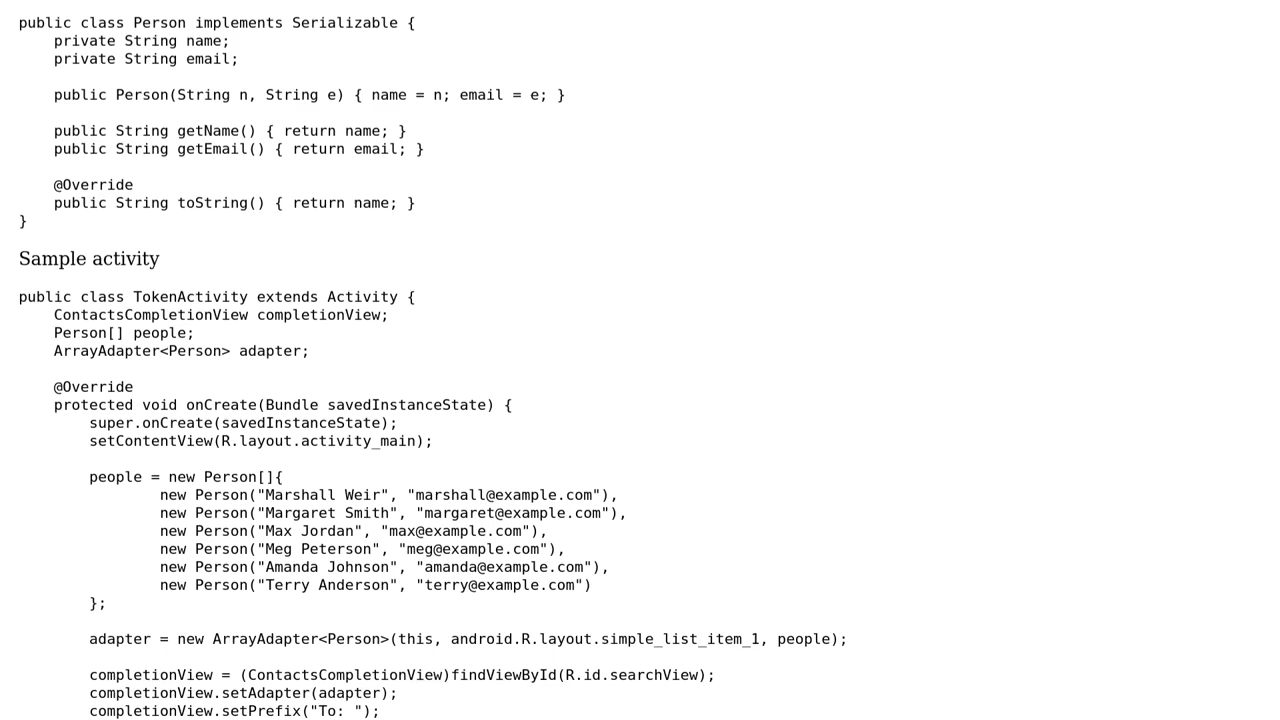 public class Person implements Serializable {
    private String name;
    private String email;

    public Person(String n, String e) { name = n; email = e; }

    public String getName() { return name; }
    public String getEmail() { return email; }

    @Override
    public String toString() { return name; }
}
Sample activity
public class TokenActivity extends Activity {
    ContactsCompletionView completionView;
    Person[] people;
    ArrayAdapter<Person> adapter;

    @Override
    protected void onCreate(Bundle savedInstanceState) {
        super.onCreate(savedInstanceState);
        setContentView(R.layout.activity_main);

        people = new Person[]{
                new Person("Marshall Weir", "marshall@example.com"),
                new Person("Margaret Smith", "margaret@example.com"),
                new Person("Max Jordan", "max@example.com"),
                new Person("Meg Peterson", "meg@example.com"),
                new Person("Amanda Johnson", "amanda@example.com"),
                new Person("Terry Anderson", "terry@example.com")
        };

        adapter = new ArrayAdapter<Person>(this, android.R.layout.simple_list_item_1, people);

        completionView = (ContactsCompletionView)findViewById(R.id.searchView);
        completionView.setAdapter(adapter);
        completionView.setPrefix("To: ");